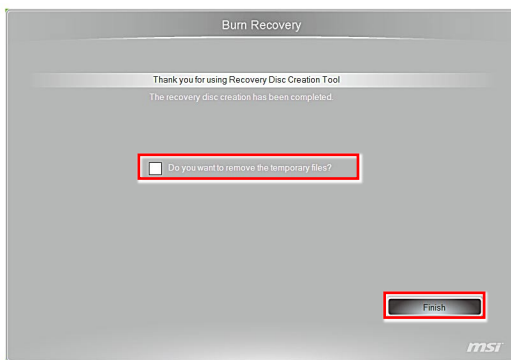 Burn Recovery
Thank you for using Recovery Disc Creation Tool
The recovery disc creation has been completed.
Do you want to remove the temporary files?
Finish
msi